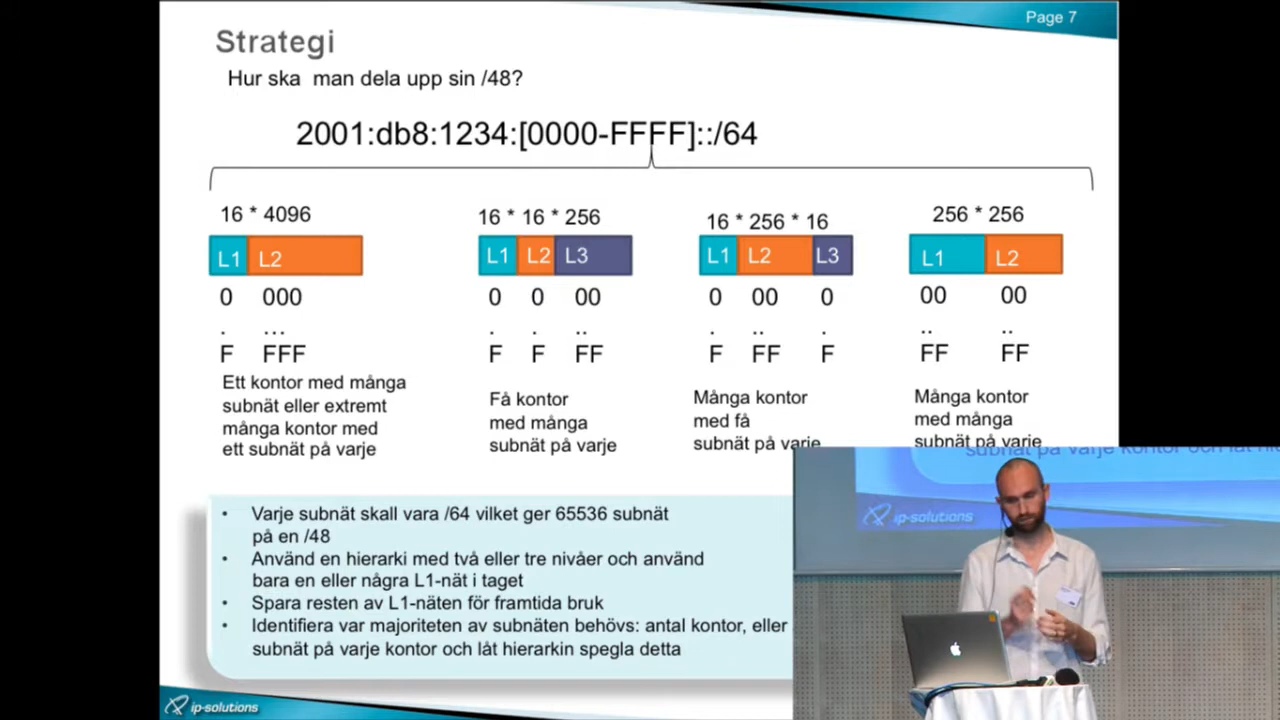 Page 7
Strategi
Hur ska man dela upp sin /48?
2001:db8:1234:[0000-FFFF]::/64
16 * 4096
L1 L2
0 000
. ...
F FFF
Ett kontor med många
subnät eller extremt
många kontor med
ett subnät på varje
16 * 16 * 256
L1 L2 L3
0 0 00
. . ..
F F FF
Få kontor
med många
subnät på varje
16 * 256 * 16
L1 L2 L3
0 00 0
. .. .
F FF F
Många kontor
med få
subnät på varje
256 * 256
L1 L2
00 00
.. ..
FF FF
Många kontor
med många
subnät på varje
• Varje subnät skall vara /64 vilket ger 65536 subnät
på en /48
• Använd en hierarki med två eller tre nivåer och använd
bara en eller några L1-nät i taget
• Spara resten av L1-näten för framtida bruk
• Identifiera var majoriteten av subnäten behövs: antal kontor, eller
subnät på varje kontor och låt hierarkin spegla detta
ip-solutions
subnät på varje kontor och låt hie
ip-solutions